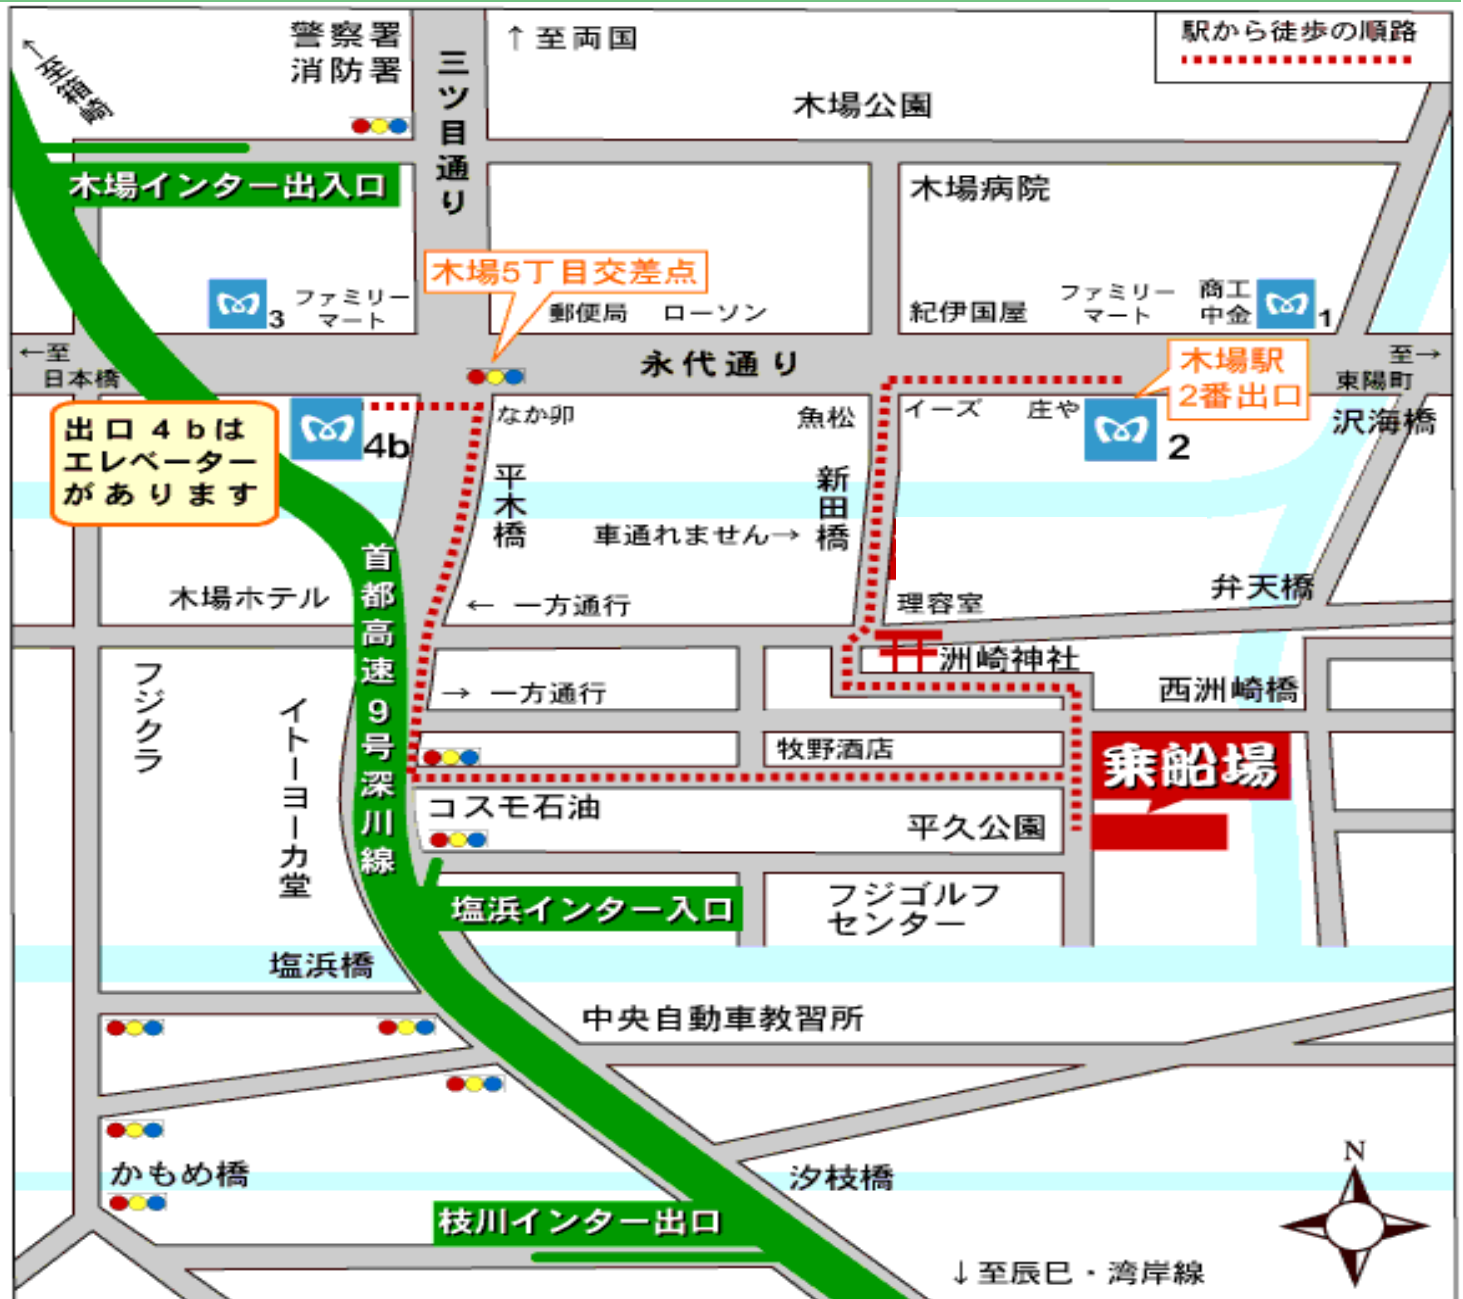 駅から徒歩の順路
←至箱崎
警察署
消防署
↑至両国
三ツ目通り
木場公園
木場インター出入口
木場病院
木場5丁目交差点
3
ファミリー
マート
郵便局
ローソン
紀伊国屋
ファミリー
マート
商工
中金
1
←至
日本橋
永代通り
木場駅
2番出口
至→
東陽町
出口4bは
エレベーター
があります
4b
なか卯
魚松
イーズ
庄や
2
沢海橋
平木橋
新田橋
車通れません→
首都高速9号深川線
木場ホテル
← 一方通行
理容室
弁天橋
洲崎神社
フジクラ
イトーヨーカ堂
→ 一方通行
西洲崎橋
牧野酒店
乗船場
コスモ石油
平久公園
塩浜インター入口
フジゴルフ
センター
塩浜橋
中央自動車教習所
かもめ橋
汐枝橋
枝川インター出口
N
↓至辰巳・湾岸線